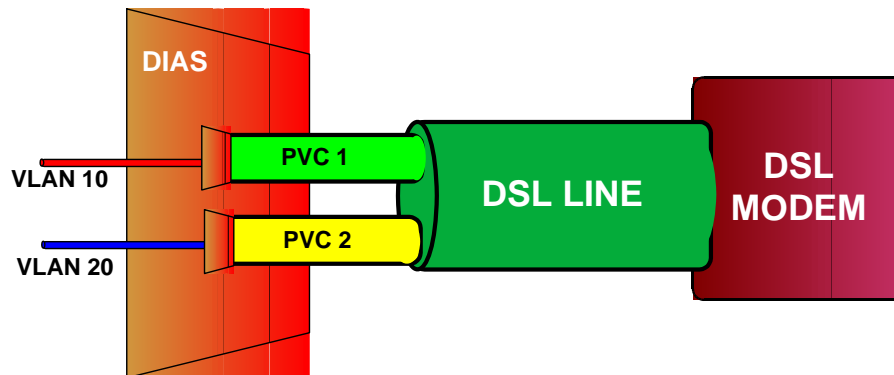 DIAS
VLAN 10
PVC 1
VLAN 20
PVC 2
DSL LINE
DSL
MODEM